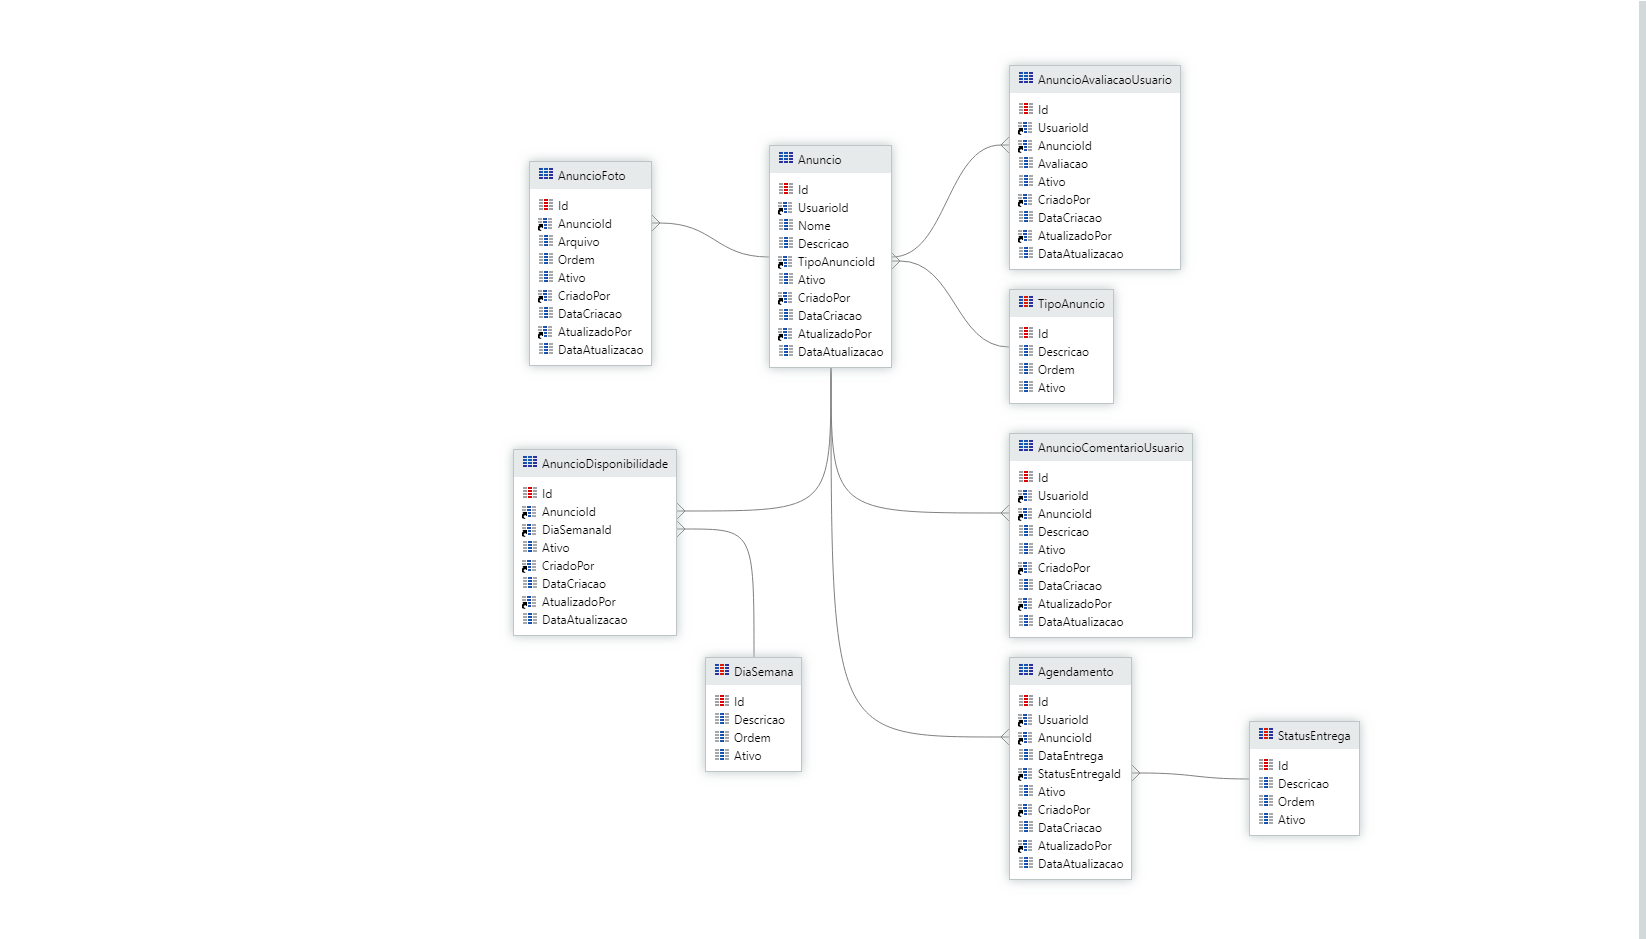 AnuncioFoto
Id
AnuncioId
Arquivo
Ordem
Ativo
CriadoPor
DataCriacao
AtualizadoPor
DataAtualizacao
Anuncio
Id
UsuarioId
Nome
Descricao
TipoAnuncioId
Ativo
CriadoPor
DataCriacao
AtualizadoPor
DataAtualizacao
AnuncioAvaliacaoUsuario
Id
UsuarioId
AnuncioId
Avaliacao
Ativo
CriadoPor
DataCriacao
AtualizadoPor
DataAtualizacao
TipoAnuncio
Id
Descricao
Ordem
Ativo
AnuncioDisponibilidade
Id
AnuncioId
DiaSemanaId
Ativo
CriadoPor
DataCriacao
AtualizadoPor
DataAtualizacao
AnuncioComentarioUsuario
Id
UsuarioId
AnuncioId
Descricao
Ativo
CriadoPor
DataCriacao
AtualizadoPor
DataAtualizacao
DiaSemana
Id
Descricao
Ordem
Ativo
Agendamento
Id
UsuarioId
AnuncioId
DataEntrega
StatusEntregaId
Ativo
CriadoPor
DataCriacao
AtualizadoPor
DataAtualizacao
StatusEntrega
Id
Descricao
Ordem
Ativo